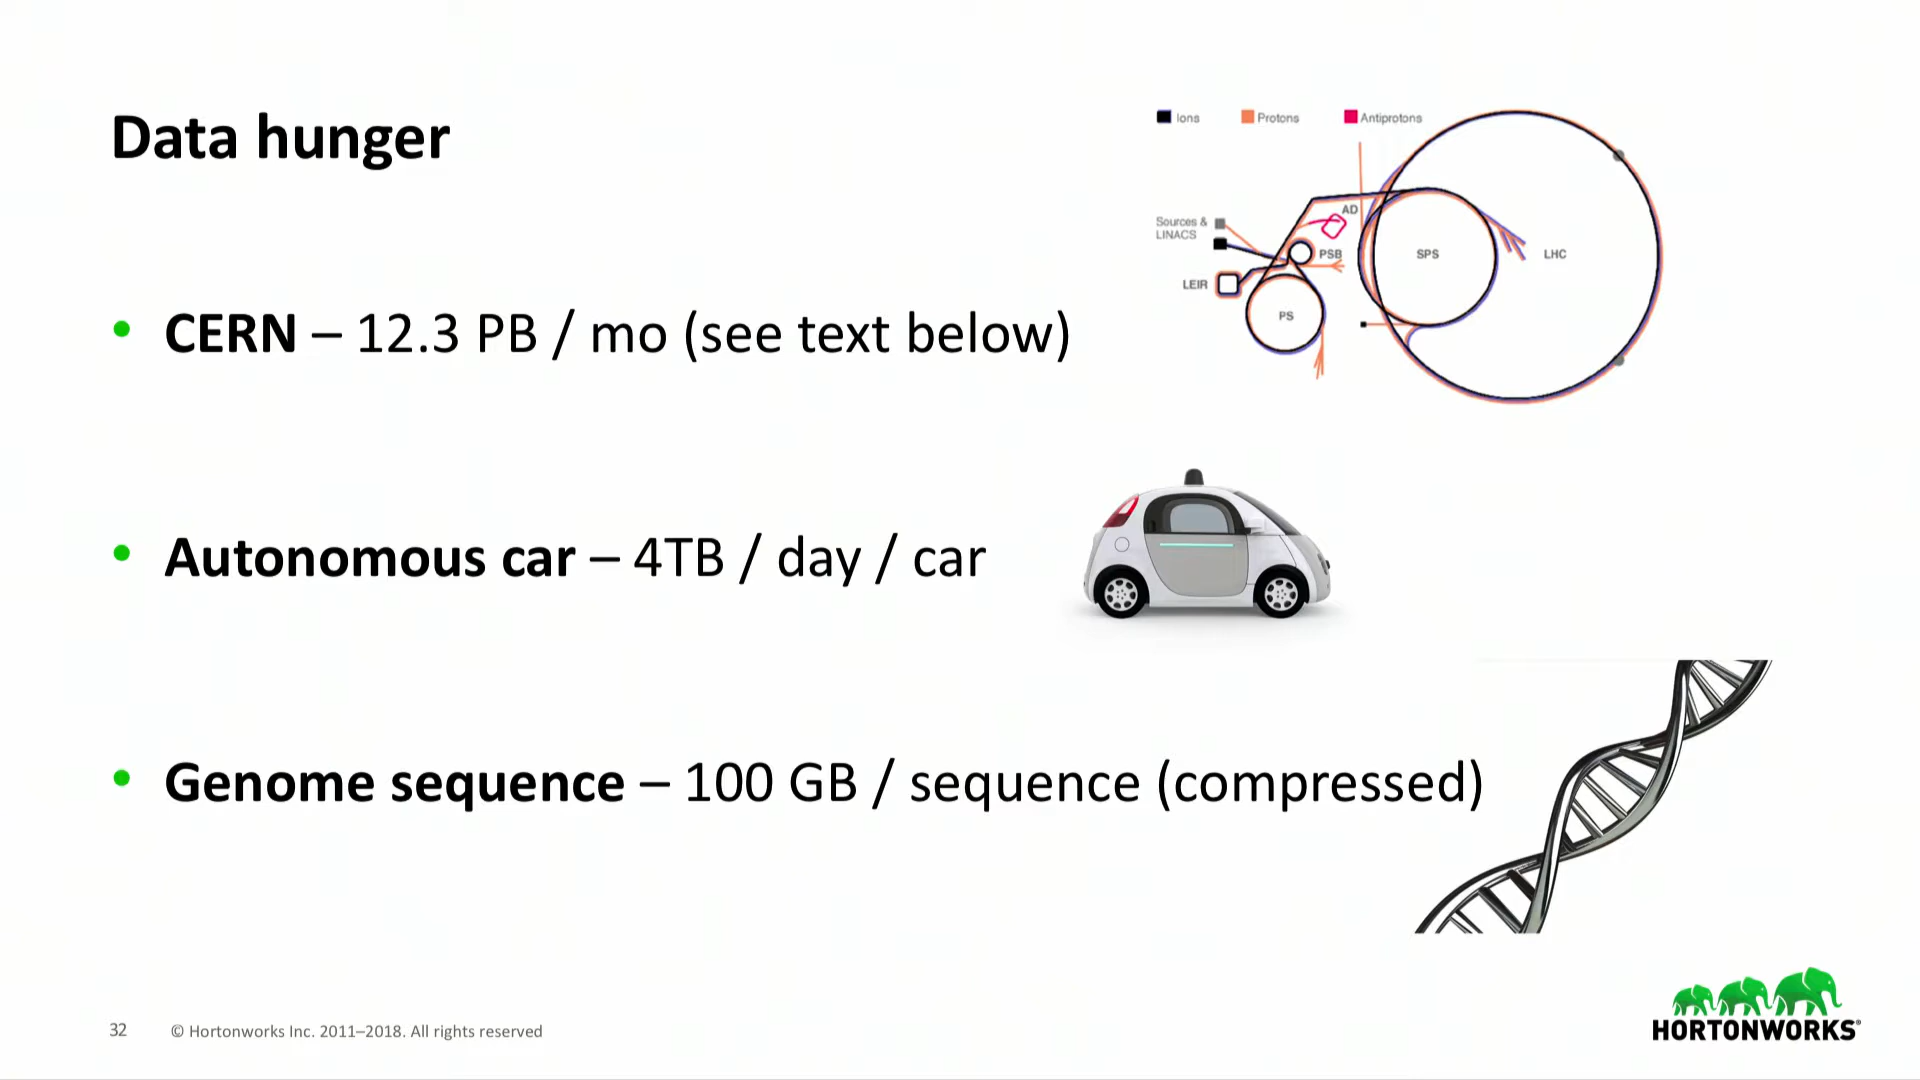 Data hunger
Ions Protons Antiprotons
AD
Sources &
LINACS
PSB
SPS
LHC
LEIR
PS
• CERN – 12.3 PB / mo (see text below)
• Autonomous car – 4TB / day / car
• Genome sequence – 100 GB / sequence (compressed)
32 © Hortonworks Inc. 2011–2018. All rights reserved
HORTONWORKS®